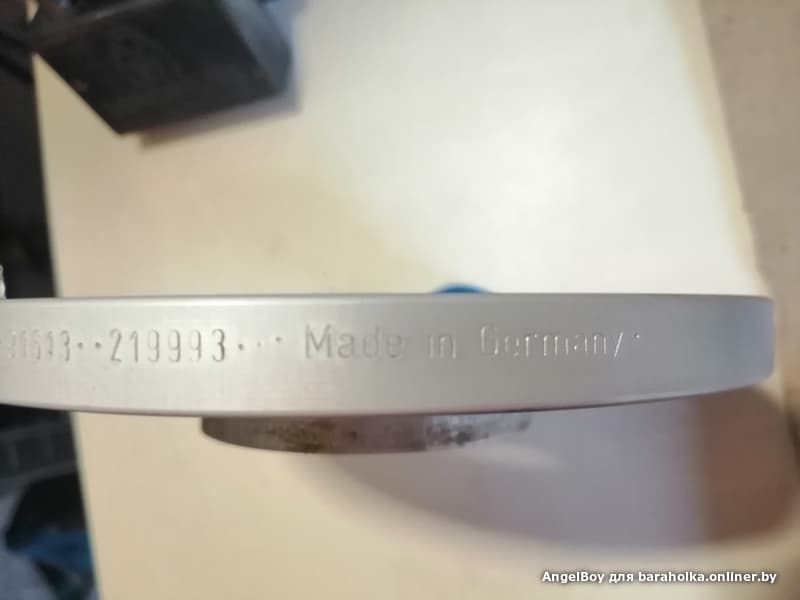 219993 Made in Germany
AngelBoy для baraholka.onliner.by